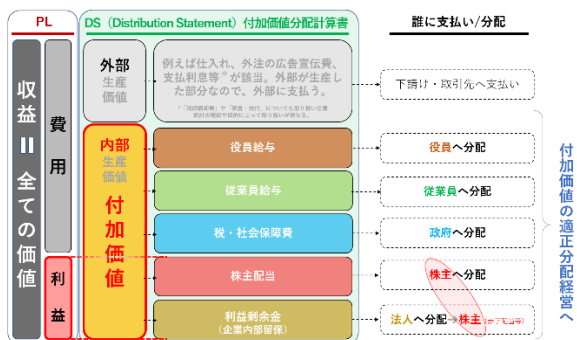 PL
DS（Distribution Statement）付加価値分配計算書
誰に支払い/分配
収益＝全ての価値
費用
利益
外部
生産
価値
例えば仕入れ、外注の広告宣伝費、
支払利息等※が該当。外部が生産し
た部分なので、外部に支払う。
下請け・取引先へ支払い
内部
生産
価値
付加価値
役員給与
役員へ分配
従業員給与
従業員へ分配
税・社会保障費
政府へ分配
株主配当
株主へ分配
利益剰余金
（企業内部留保）
法人へ分配→株主
付加価値の適正分配経営へ